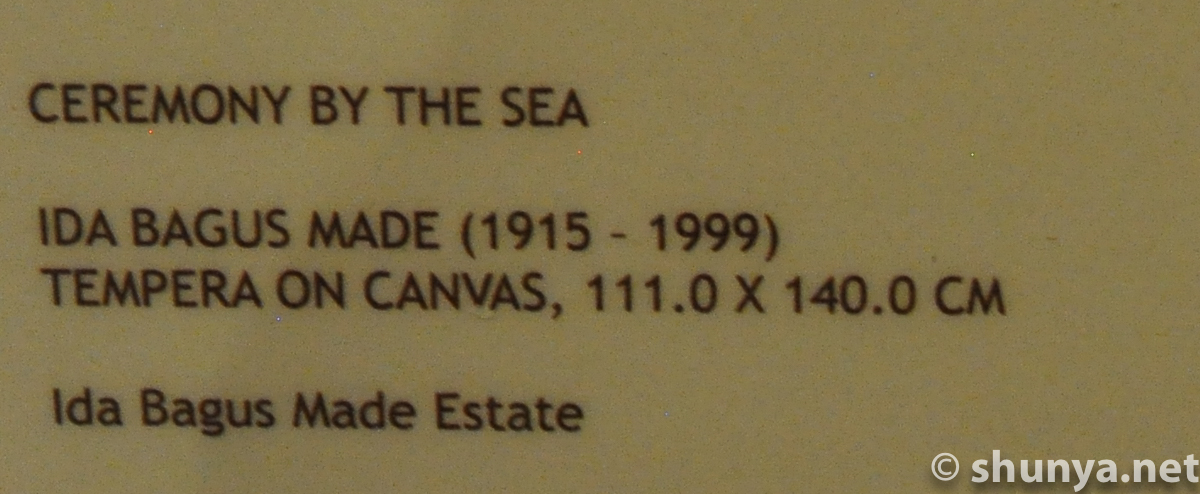 CEREMONY BY THE SEA
IDA BAGUS MADE (1915 - 1999)
TEMPERA ON CANVAS, 111.0 X 140.0 CM
Ida Bagus Made Estate
© shunya.net